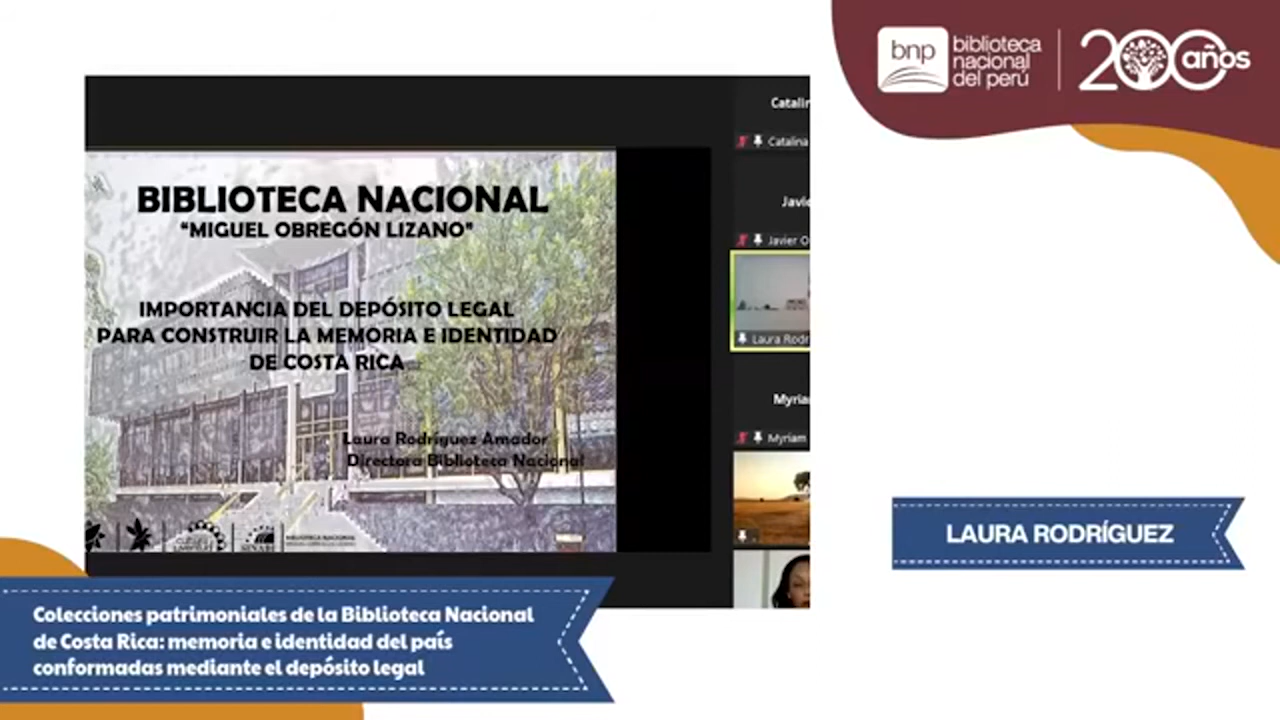 bnp
biblioteca
nacional
del perú
200 años
Catalin
Catalina
BIBLIOTECA NACIONAL
"MIGUEL OBREGÓN LIZANO"
Javie
Javier O
IMPORTANCIA DEL DEPÓSITO LEGAL
PARA CONSTRUIR LA MEMORIA E IDENTIDAD
DE COSTA RICA
Laura Rodr
Myria
Myriam
Laura Rodríguez Amador
Directora Biblioteca Nacional
SINABI
LAURA RODRÍGUEZ
Colecciones patrimoniales de la Biblioteca Nacional
de Costa Rica: memoria e identidad del país
conformadas mediante el depósito legal